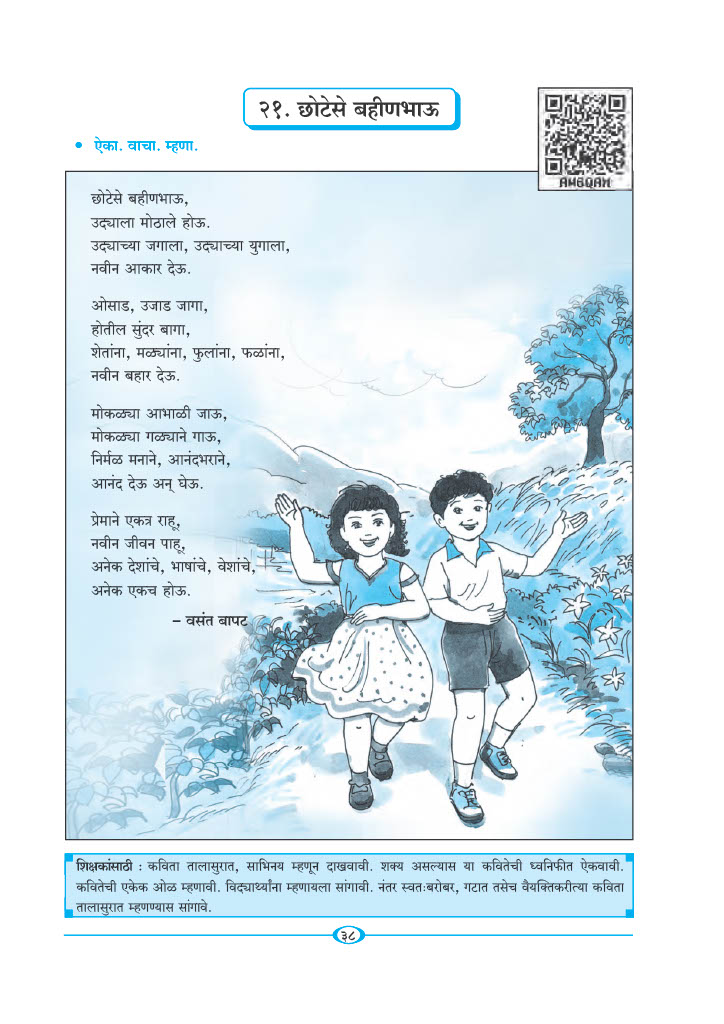 २१. छोटेसे बहीणभाऊ
AW6QAM
• ऐका. वाचा. म्हणा.
छोटेसे बहीणभाऊ,
उद्याला मोठाले होऊ.
उद्याच्या जगाला, उद्याच्या युगाला,
नवीन आकार देऊ.
ओसाड, उजाड जागा,
होतील सुंदर बागा,
शेतांना, मळ्यांना, फुलांना, फळांना,
नवीन बहार देऊ.
मोकळ्या आभाळी जाऊ,
मोकळ्या गळ्याने गाऊ,
निर्मळ मनाने, आनंदभराने,
आनंद देऊ अन् घेऊ.
प्रेमाने एकत्र राहू,
नवीन जीवन पाहू,
अनेक देशांचे, भाषांचे, वेशांचे,
अनेक एकच होऊ.
– वसंत बापट
शिक्षकांसाठी : कविता तालासुरात, साभिनय म्हणून दाखवावी. शक्य असल्यास या कवितेची ध्वनिफीत ऐकवावी.
कवितेची एकेक ओळ म्हणावी. विद्यार्थ्यांना म्हणायला सांगावी. नंतर स्वतःबरोबर, गटात तसेच वैयक्तिकरीत्या कविता
तालासुरात म्हणण्यास सांगावे.
३८